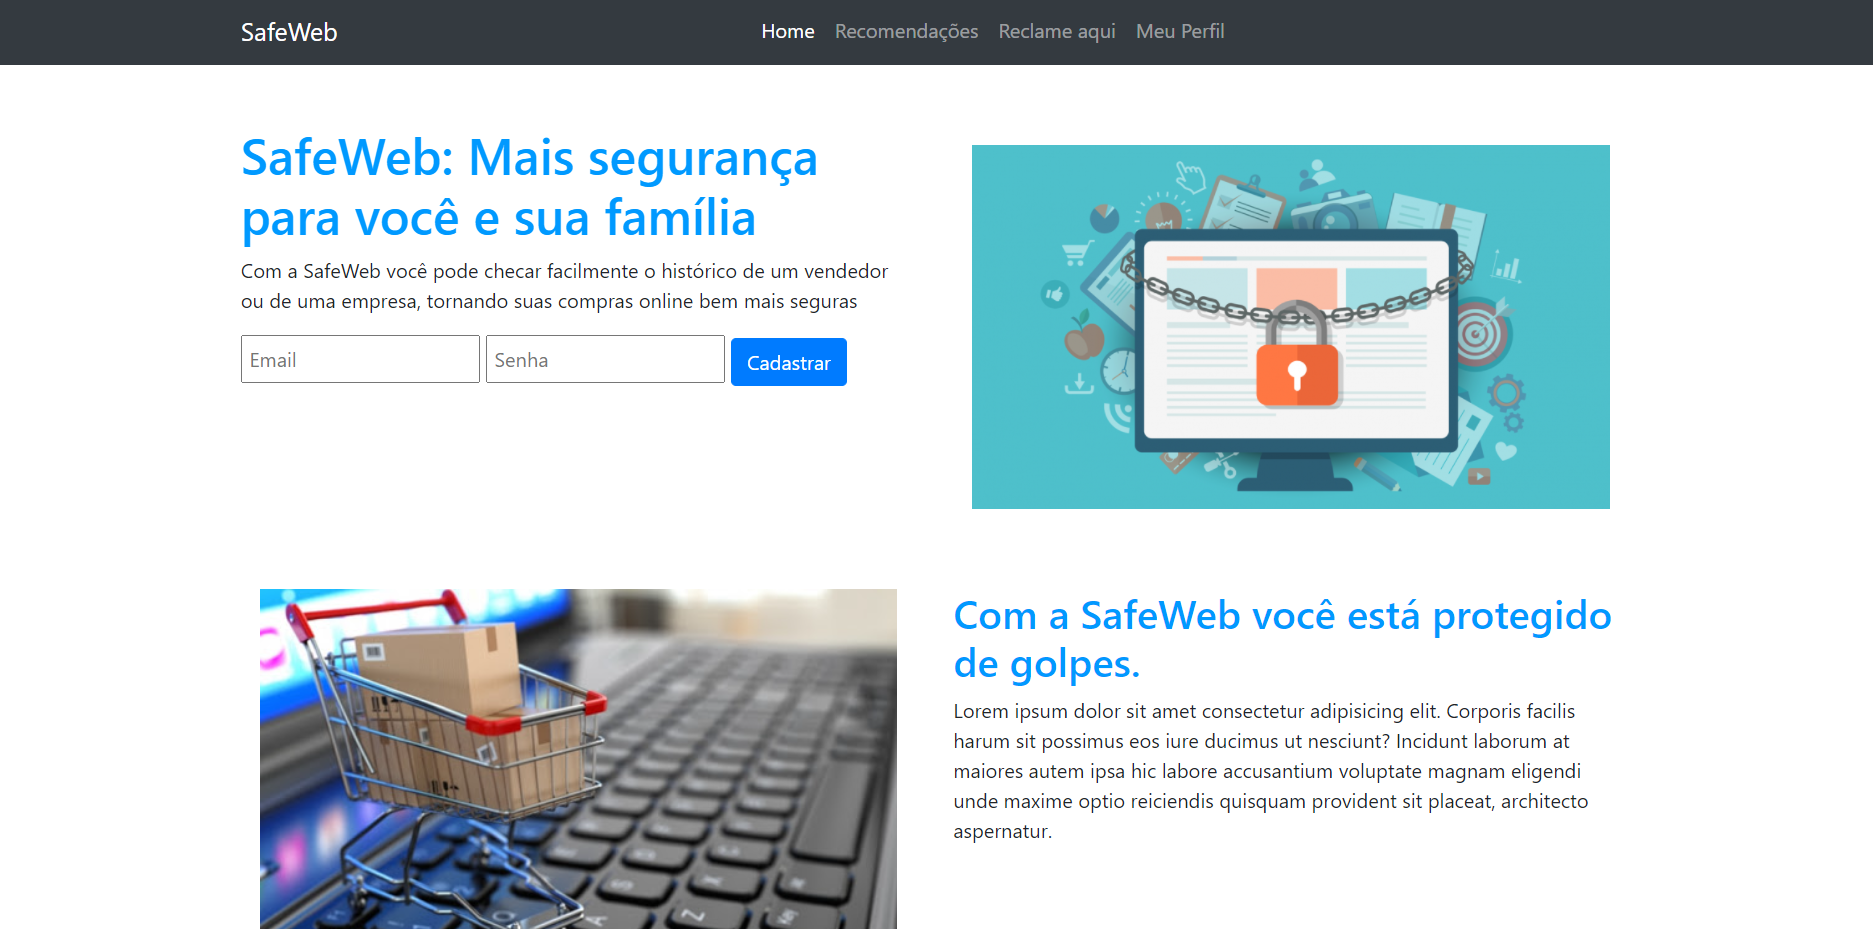 SafeWeb
Home Recomendações Reclame aqui Meu Perfil
SafeWeb: Mais segurança
para você e sua família
Com a SafeWeb você pode checar facilmente o histórico de um vendedor
ou de uma empresa, tornando suas compras online bem mais seguras
Email Senha Cadastrar
Com a SafeWeb você está protegido
de golpes.
Lorem ipsum dolor sit amet consectetur adipisicing elit. Corporis facilis
harum sit possimus eos iure ducimus ut nesciunt? Incidunt laborum at
maiores autem ipsa hic labore accusantium voluptate magnam eligendi
unde maxime optio reiciendis quisquam provident sit placeat, architecto
aspernatur.